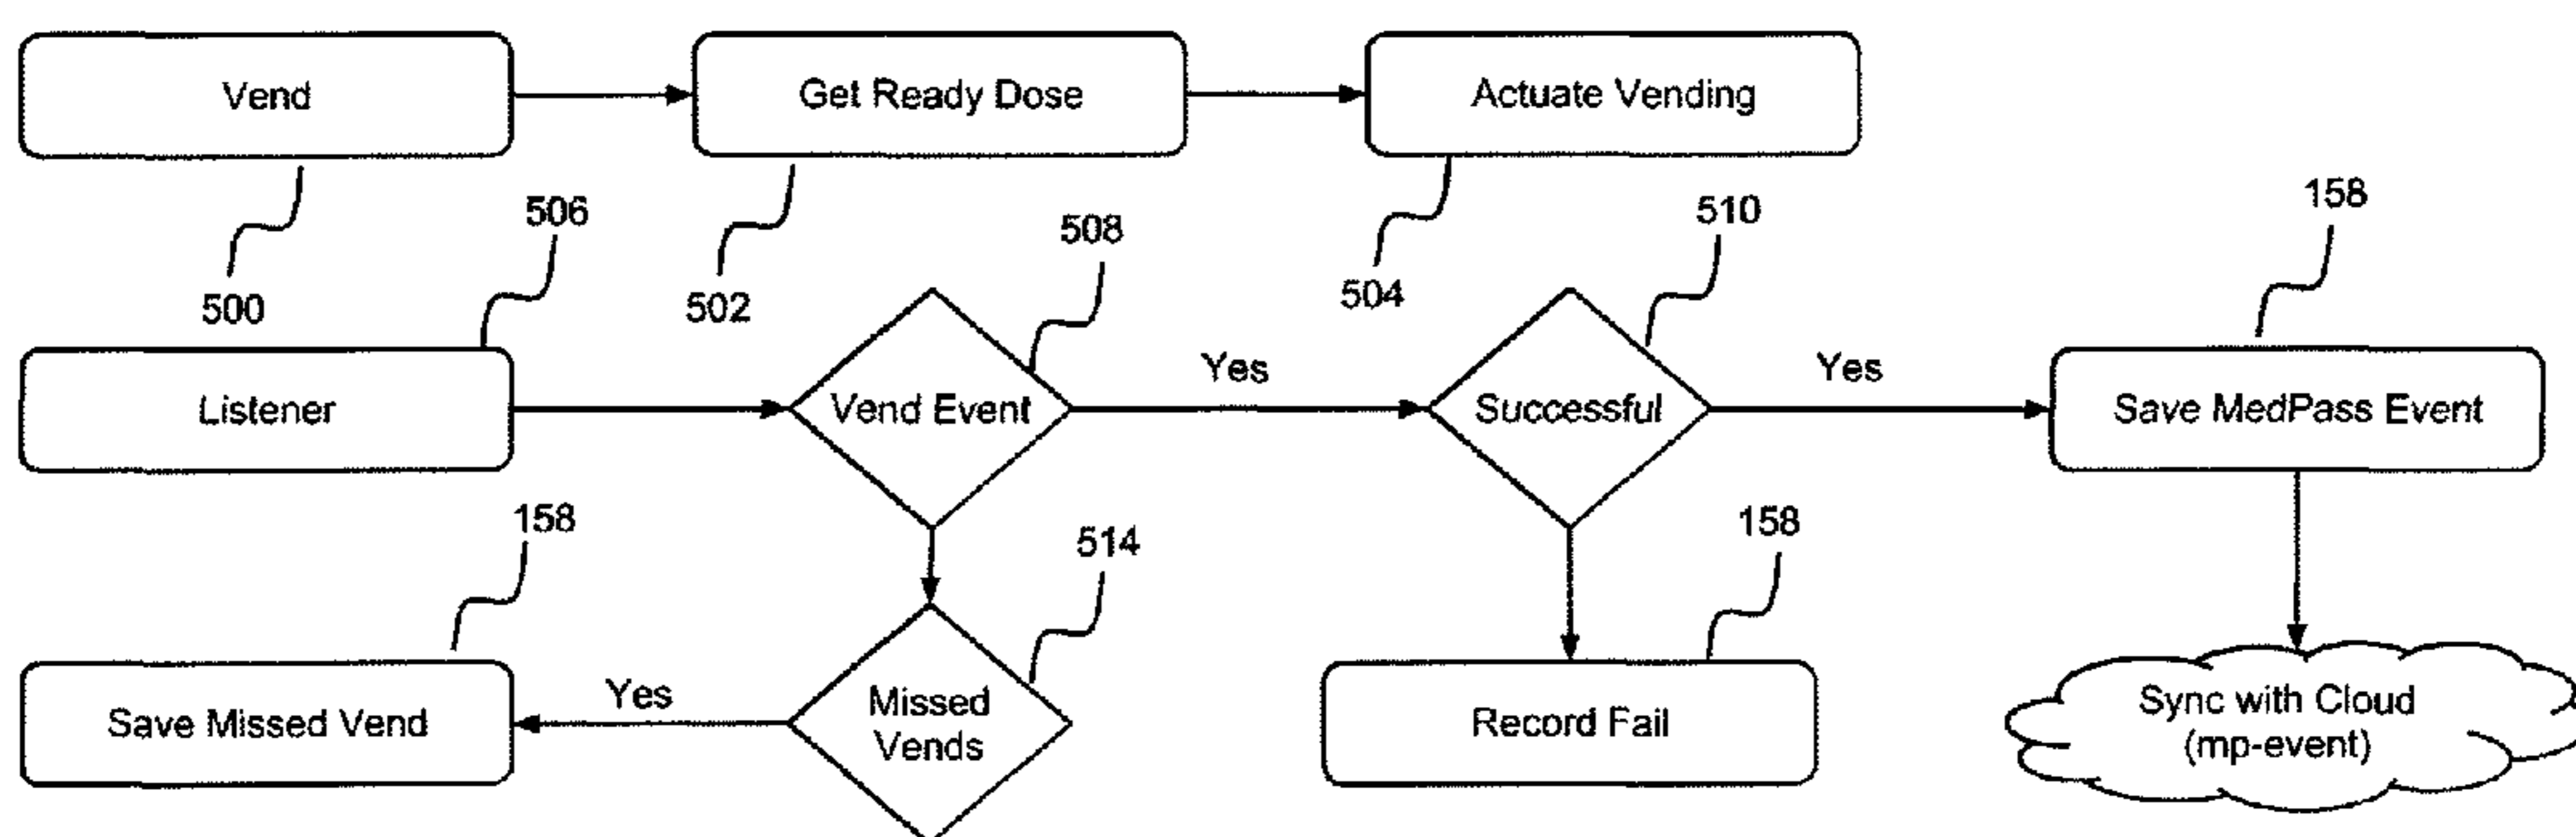 Vend
Get Ready Dose
Actuate Vending
500
506
502
508
504
510
158
Listener
Vend Event
Yes
Successful
Yes
Save MedPass Event
158
514
158
Save Missed Vend
Yes
Missed
Vends
Record Fail
Sync with Cloud
(mp-event)